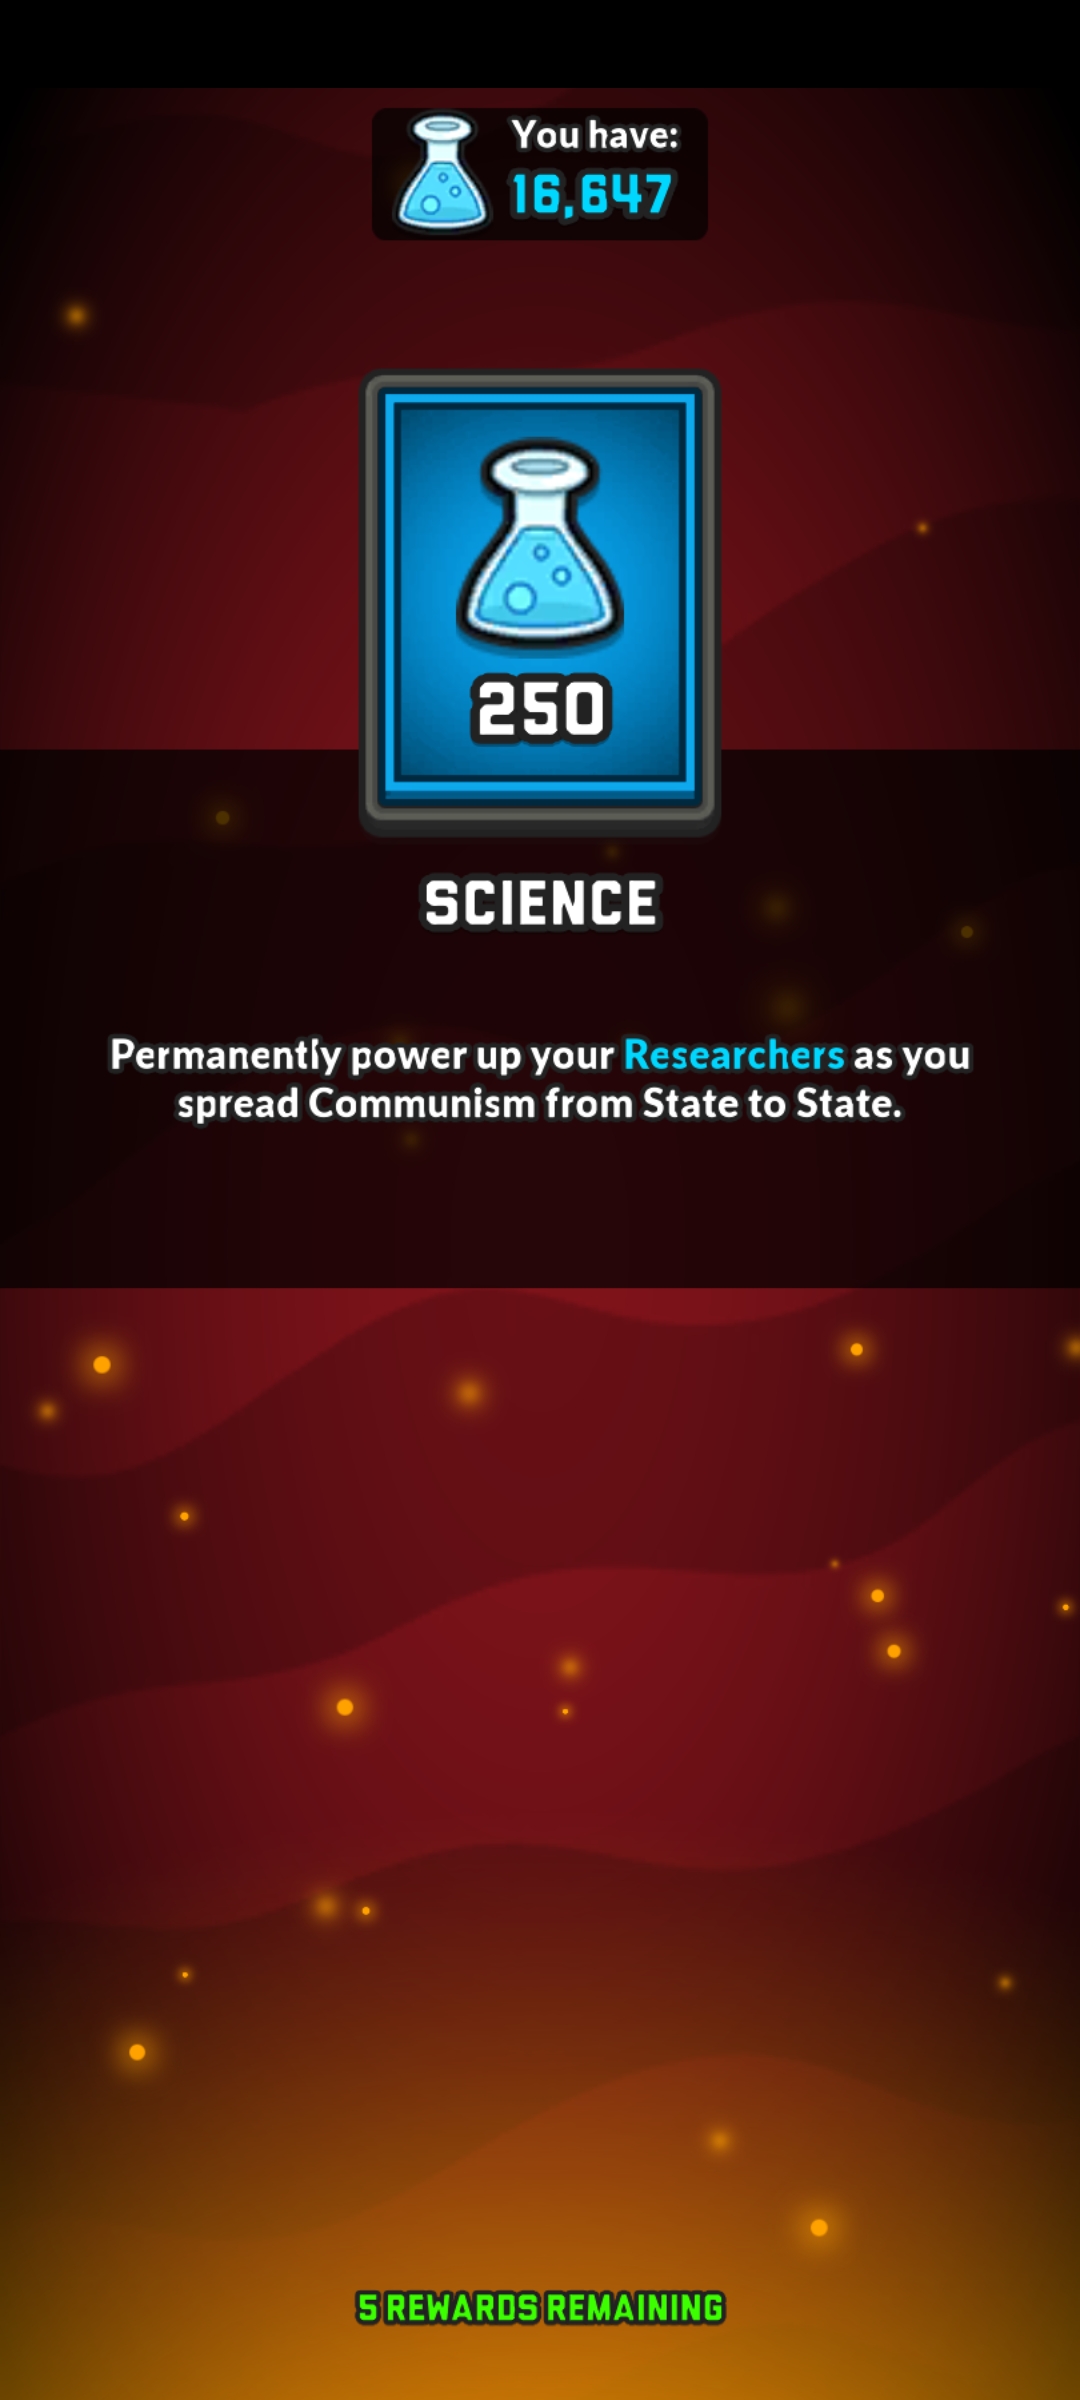 You have:
16,647
250
SCIENCE
Permanently power up your Researchers as you
spread Communism from State to State.
5 REWARDS REMAINING